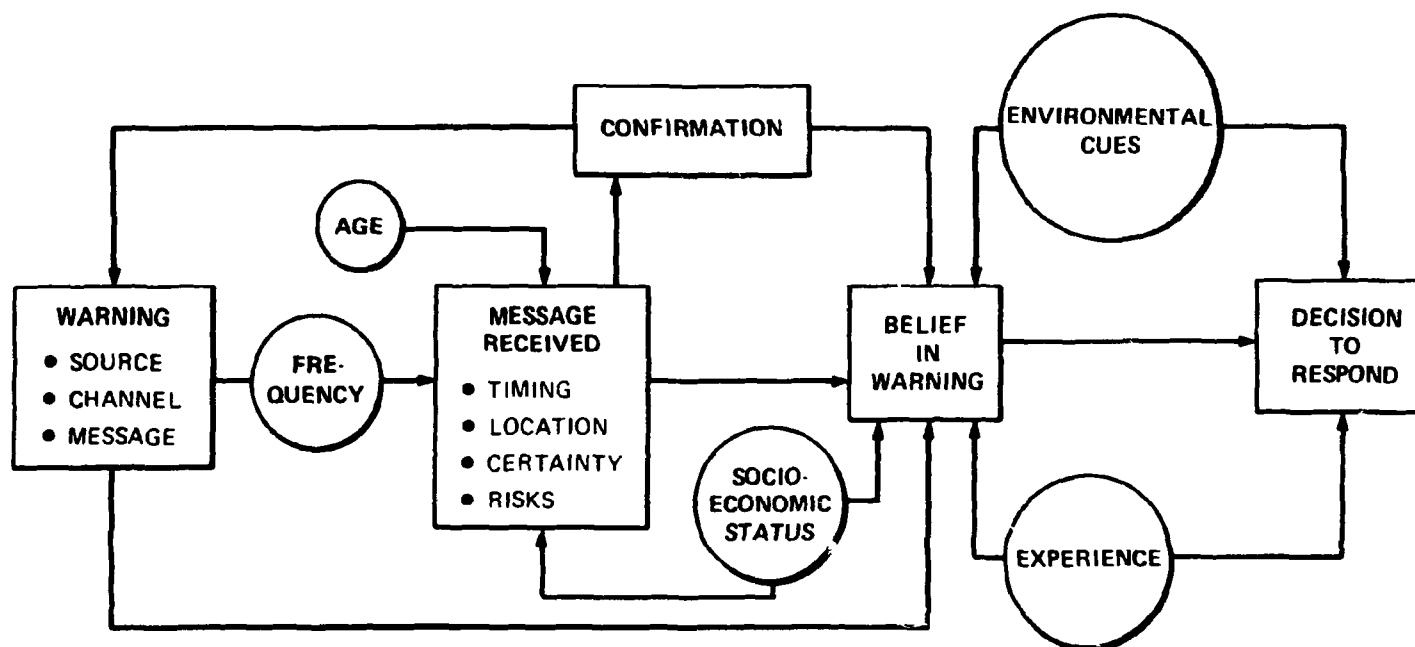 CONFIRMATION
ENVIRONMENTAL
CUES
AGE
WARNING
• SOURCE
• CHANNEL
• MESSAGE
FRE-
QUENCY
MESSAGE
RECEIVED
• TIMING
• LOCATION
• CERTAINTY
• RISKS
BELIEF
IN
WARNING
DECISION
TO
RESPOND
SOCIO-
ECONOMIC
STATUS
EXPERIENCE